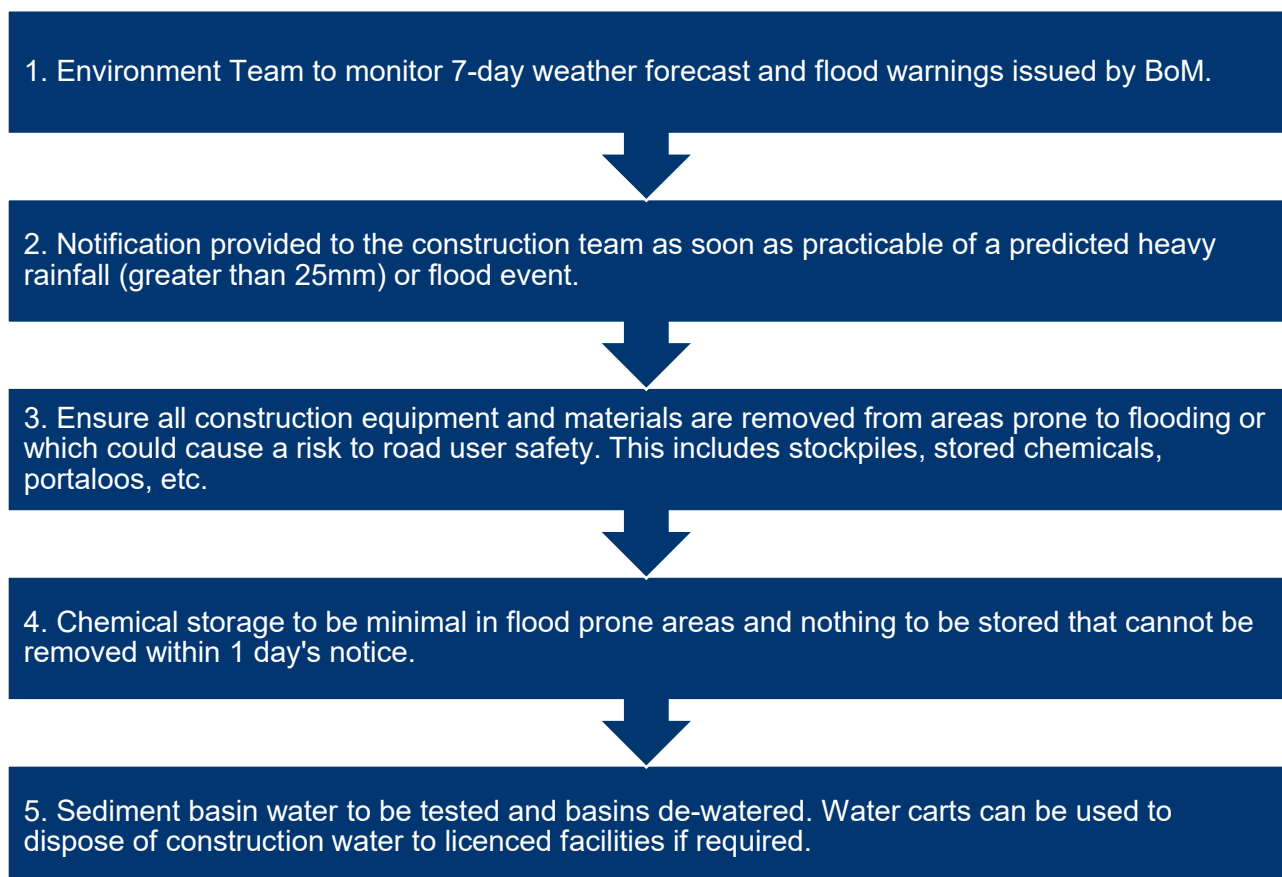 1. Environment Team to monitor 7-day weather forecast and flood warnings issued by BoM.
2. Notification provided to the construction team as soon as practicable of a predicted heavy
rainfall (greater than 25mm) or flood event.
3. Ensure all construction equipment and materials are removed from areas prone to flooding or
which could cause a risk to road user safety. This includes stockpiles, stored chemicals,
portaloos, etc.
4. Chemical storage to be minimal in flood prone areas and nothing to be stored that cannot be
removed within 1 day's notice.
5. Sediment basin water to be tested and basins de-watered. Water carts can be used to
dispose of construction water to licenced facilities if required.